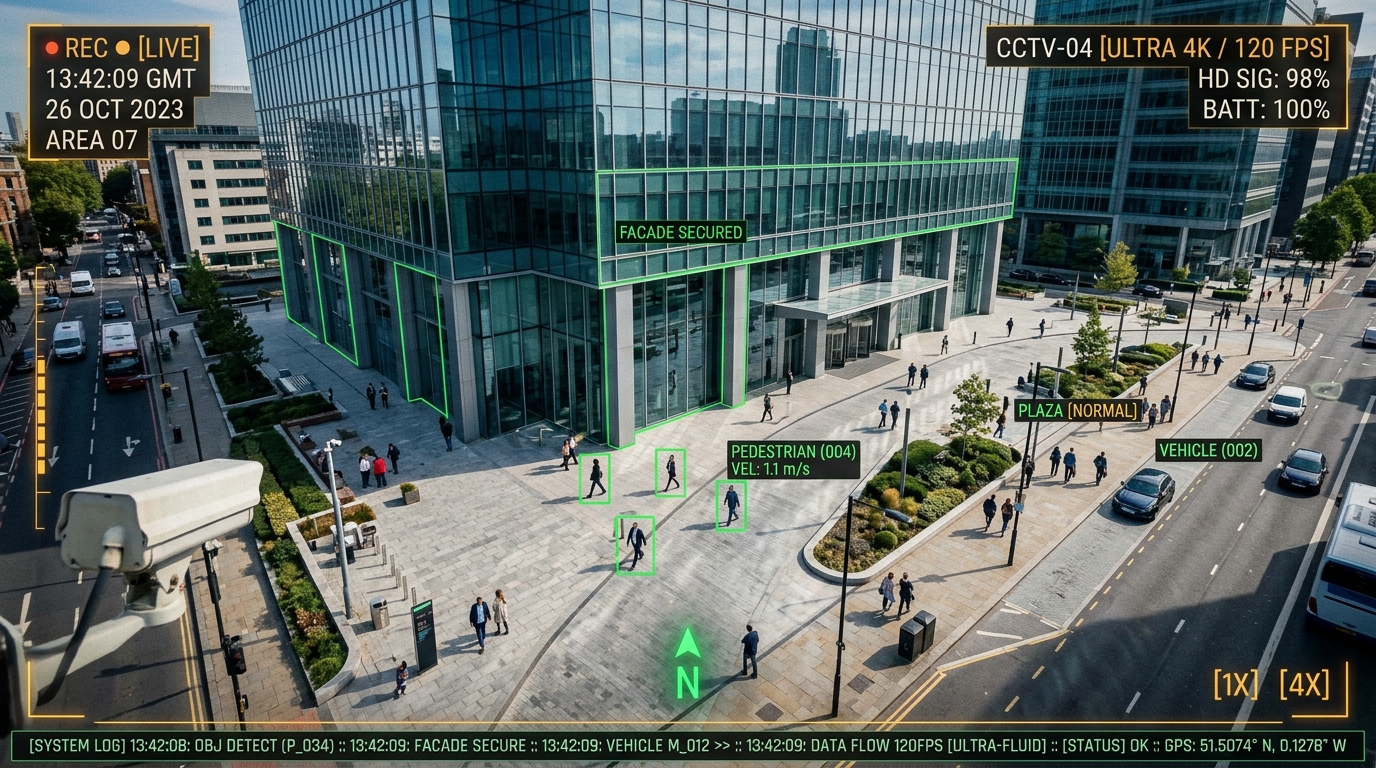 REC [LIVE]
13:42:09 GMT
26 OCT 2023
AREA 07
CCTV-04 [ULTRA 4K / 120 FPS]
HD SIG: 98%
BATT: 100%
FACADE SECURED
PLAZA [NORMAL]
PEDESTRIAN (004)
VEL: 1.1 m/s
VEHICLE (002)
N
[1X] [4X]
[SYSTEM LOG] 13:42:08: OBJ DETECT (P_034) :: 13:42:09: FACADE SECURE :: 13:42:09: VEHICLE M_012 >> :: 13:42:09: DATA FLOW 120FPS [ULTRA-FLUID] :: [STATUS] OK :: GPS: 51.5074° N, 0.1278° W